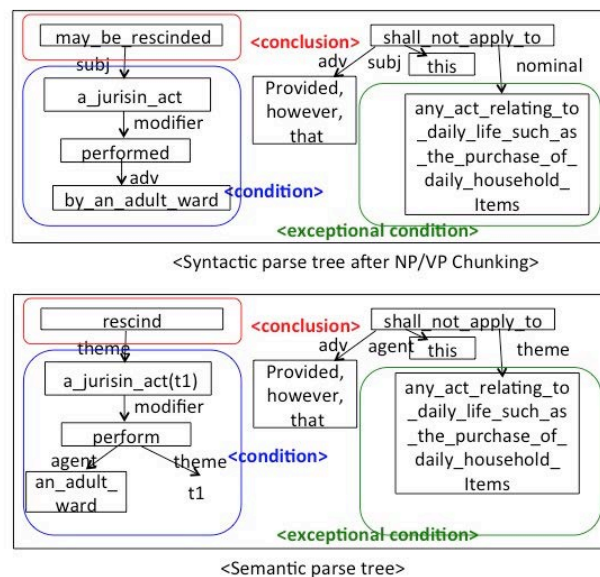 may_be_rescinded
<conclusion>
shall_not_apply_to
subj
adv
subj
this
nominal
a_jurisin_act
Provided,
however,
that
any_act_relating_to
_daily_life_such_as
_the_purchase_of_
daily_household_
Items
modifier
performed
adv
by_an_adult_ward
<condition>
<exceptional condition>
<Syntactic parse tree after NP/VP Chunking>
rescind
<conclusion>
shall_not_apply_to
theme
adv
agent
this
theme
a_jurisin_act(t1)
Provided,
however,
that
any_act_relating_to
_daily_life_such_as
_the_purchase_of_
daily_household_
Items
modifier
perform
agent
theme
<condition>
an_adult_
ward
t1
<exceptional condition>
<Semantic parse tree>